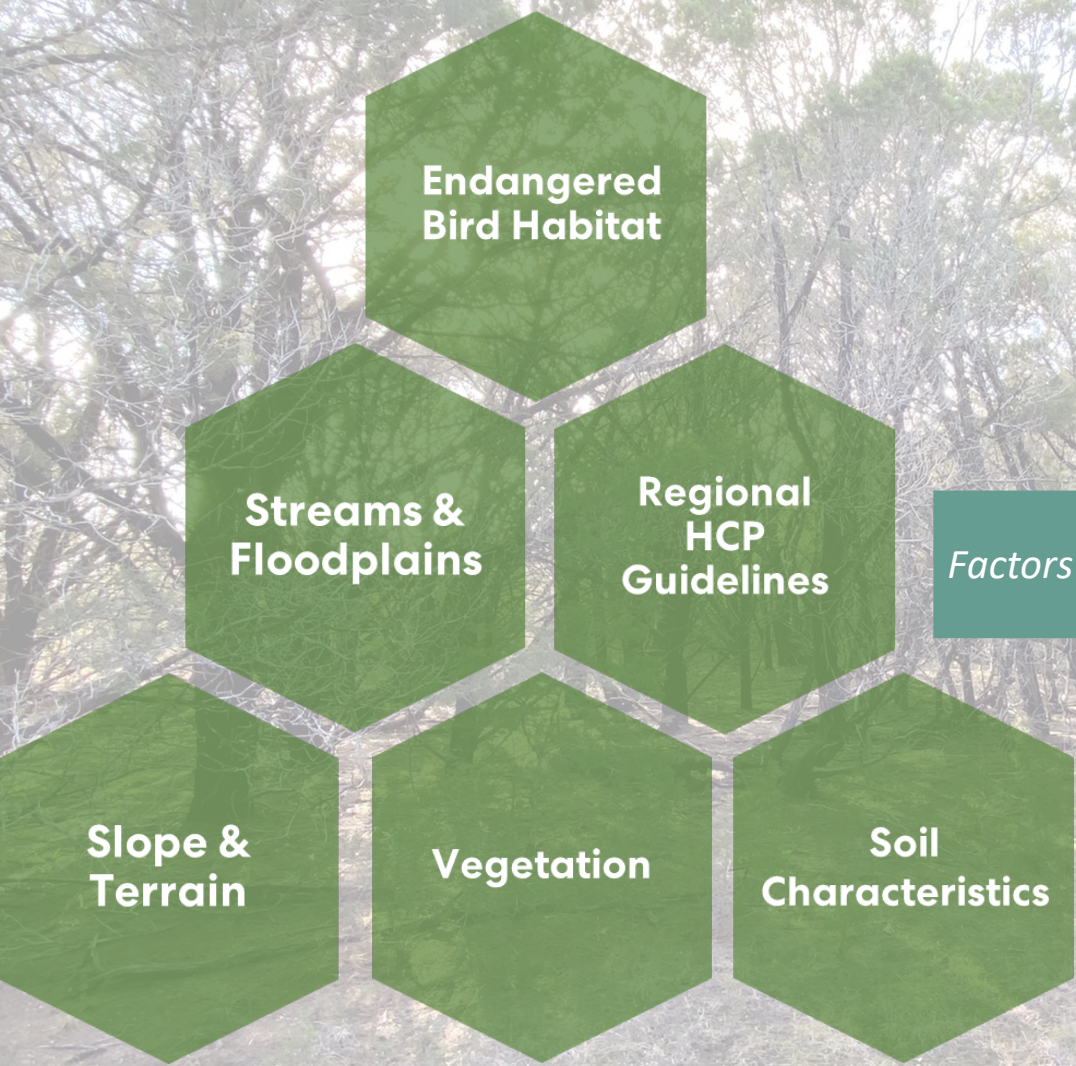 Endangered
Bird Habitat
Streams &
Floodplains
Regional
HCP
Guidelines
Factors
Slope &
Terrain
Vegetation
Soil
Characteristics